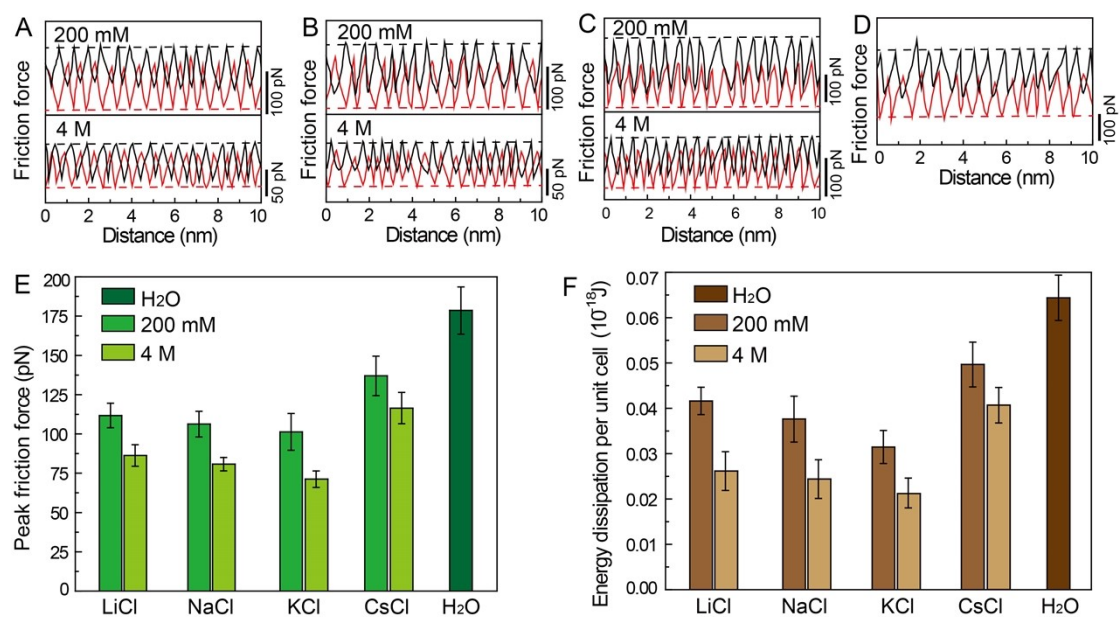 A
200 mM
Friction force
100 pN
4 M
50 pN
0 2 4 6 8 10
Distance (nm)
B
200 mM
Friction force
100 pN
4 M
50 pN
0 2 4 6 8 10
Distance (nm)
C
200 mM
Friction force
100 pN
4 M
100 pN
0 2 4 6 8 10
Distance (nm)
D
Friction force
100 pN
0 2 4 6 8 10
Distance (nm)
E
Peak friction force (pN)
200
175
150
125
100
75
50
25
0
H₂O
200 mM
4 M
LiCl NaCl KCl CsCl H₂O
F
Energy dissipation per unit cell (10⁻¹⁸J)
0.07
0.06
0.05
0.04
0.03
0.02
0.01
0.00
H₂O
200 mM
4 M
LiCl NaCl KCl CsCl H₂O